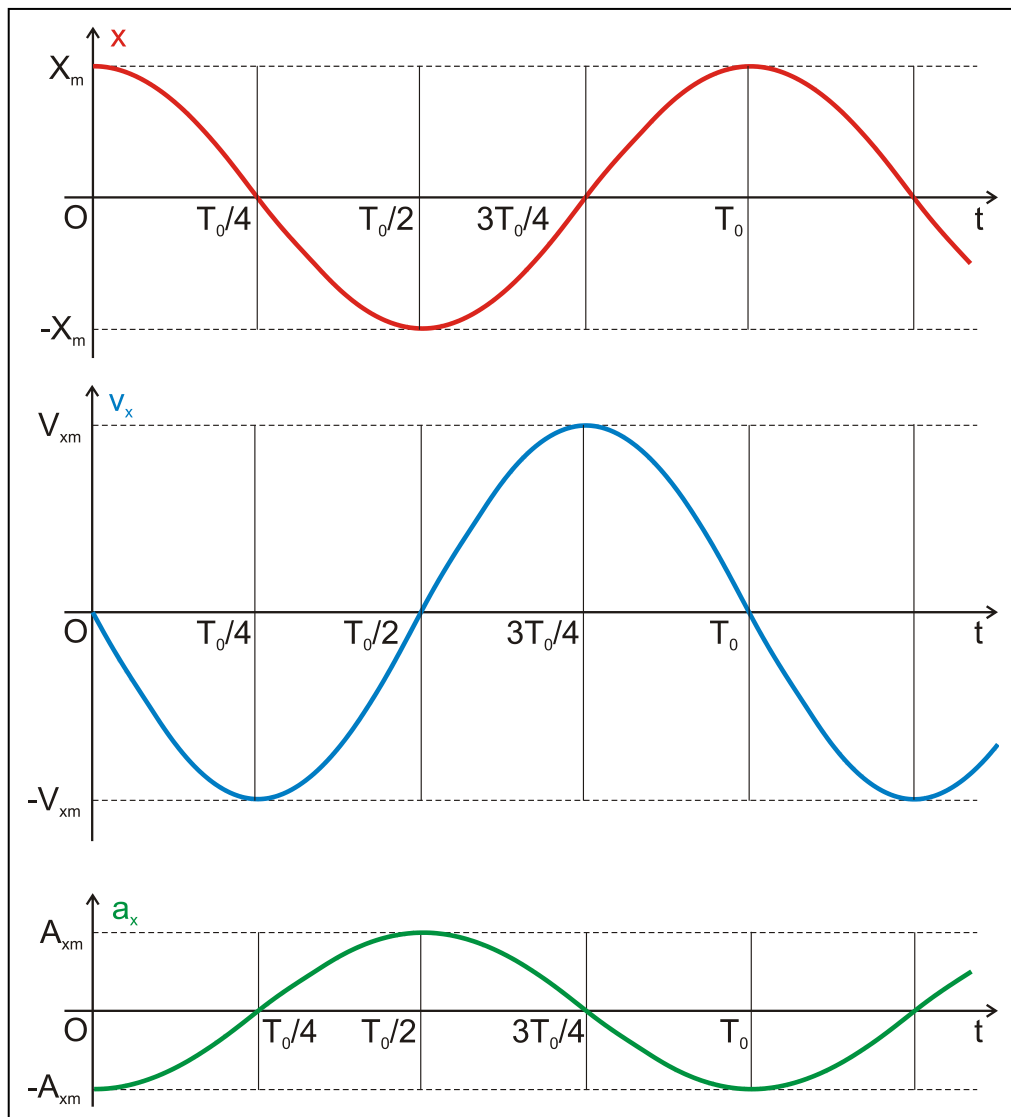 x
Xₘ
O T₀/4 T₀/2 3T₀/4 T₀ t
-Xₘ
vₓ
Vₓₘ
O T₀/4 T₀/2 3T₀/4 T₀ t
-Vₓₘ
aₓ
Aₓₘ
O T₀/4 T₀/2 3T₀/4 T₀ t
-Aₓₘ